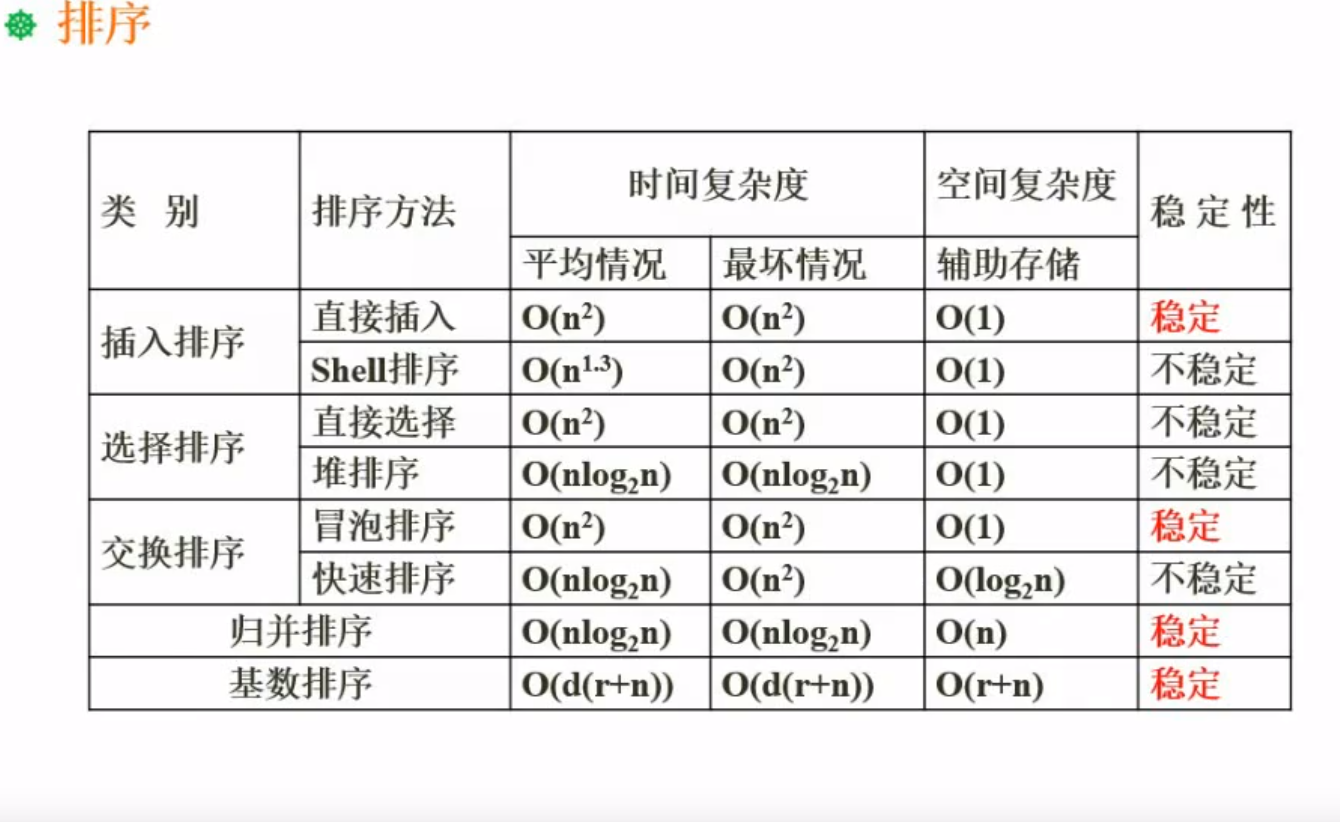 排序
类 别 排序方法 时间复杂度 空间复杂度 稳定性
平均情况 最坏情况 辅助存储
插入排序 直接插入 O(n²) O(n²) O(1) 稳定
Shell排序 O(n¹·³) O(n²) O(1) 不稳定
选择排序 直接选择 O(n²) O(n²) O(1) 不稳定
堆排序 O(nlog₂n) O(nlog₂n) O(1) 不稳定
交换排序 冒泡排序 O(n²) O(n²) O(1) 稳定
快速排序 O(nlog₂n) O(n²) O(log₂n) 不稳定
归并排序 O(nlog₂n) O(nlog₂n) O(n) 稳定
基数排序 O(d(r+n)) O(d(r+n)) O(r+n) 稳定